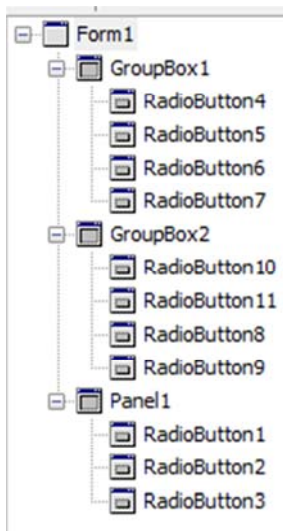 Form1
GroupBox1
RadioButton4
RadioButton5
RadioButton6
RadioButton7
GroupBox2
RadioButton10
RadioButton11
RadioButton8
RadioButton9
Panel1
RadioButton1
RadioButton2
RadioButton3